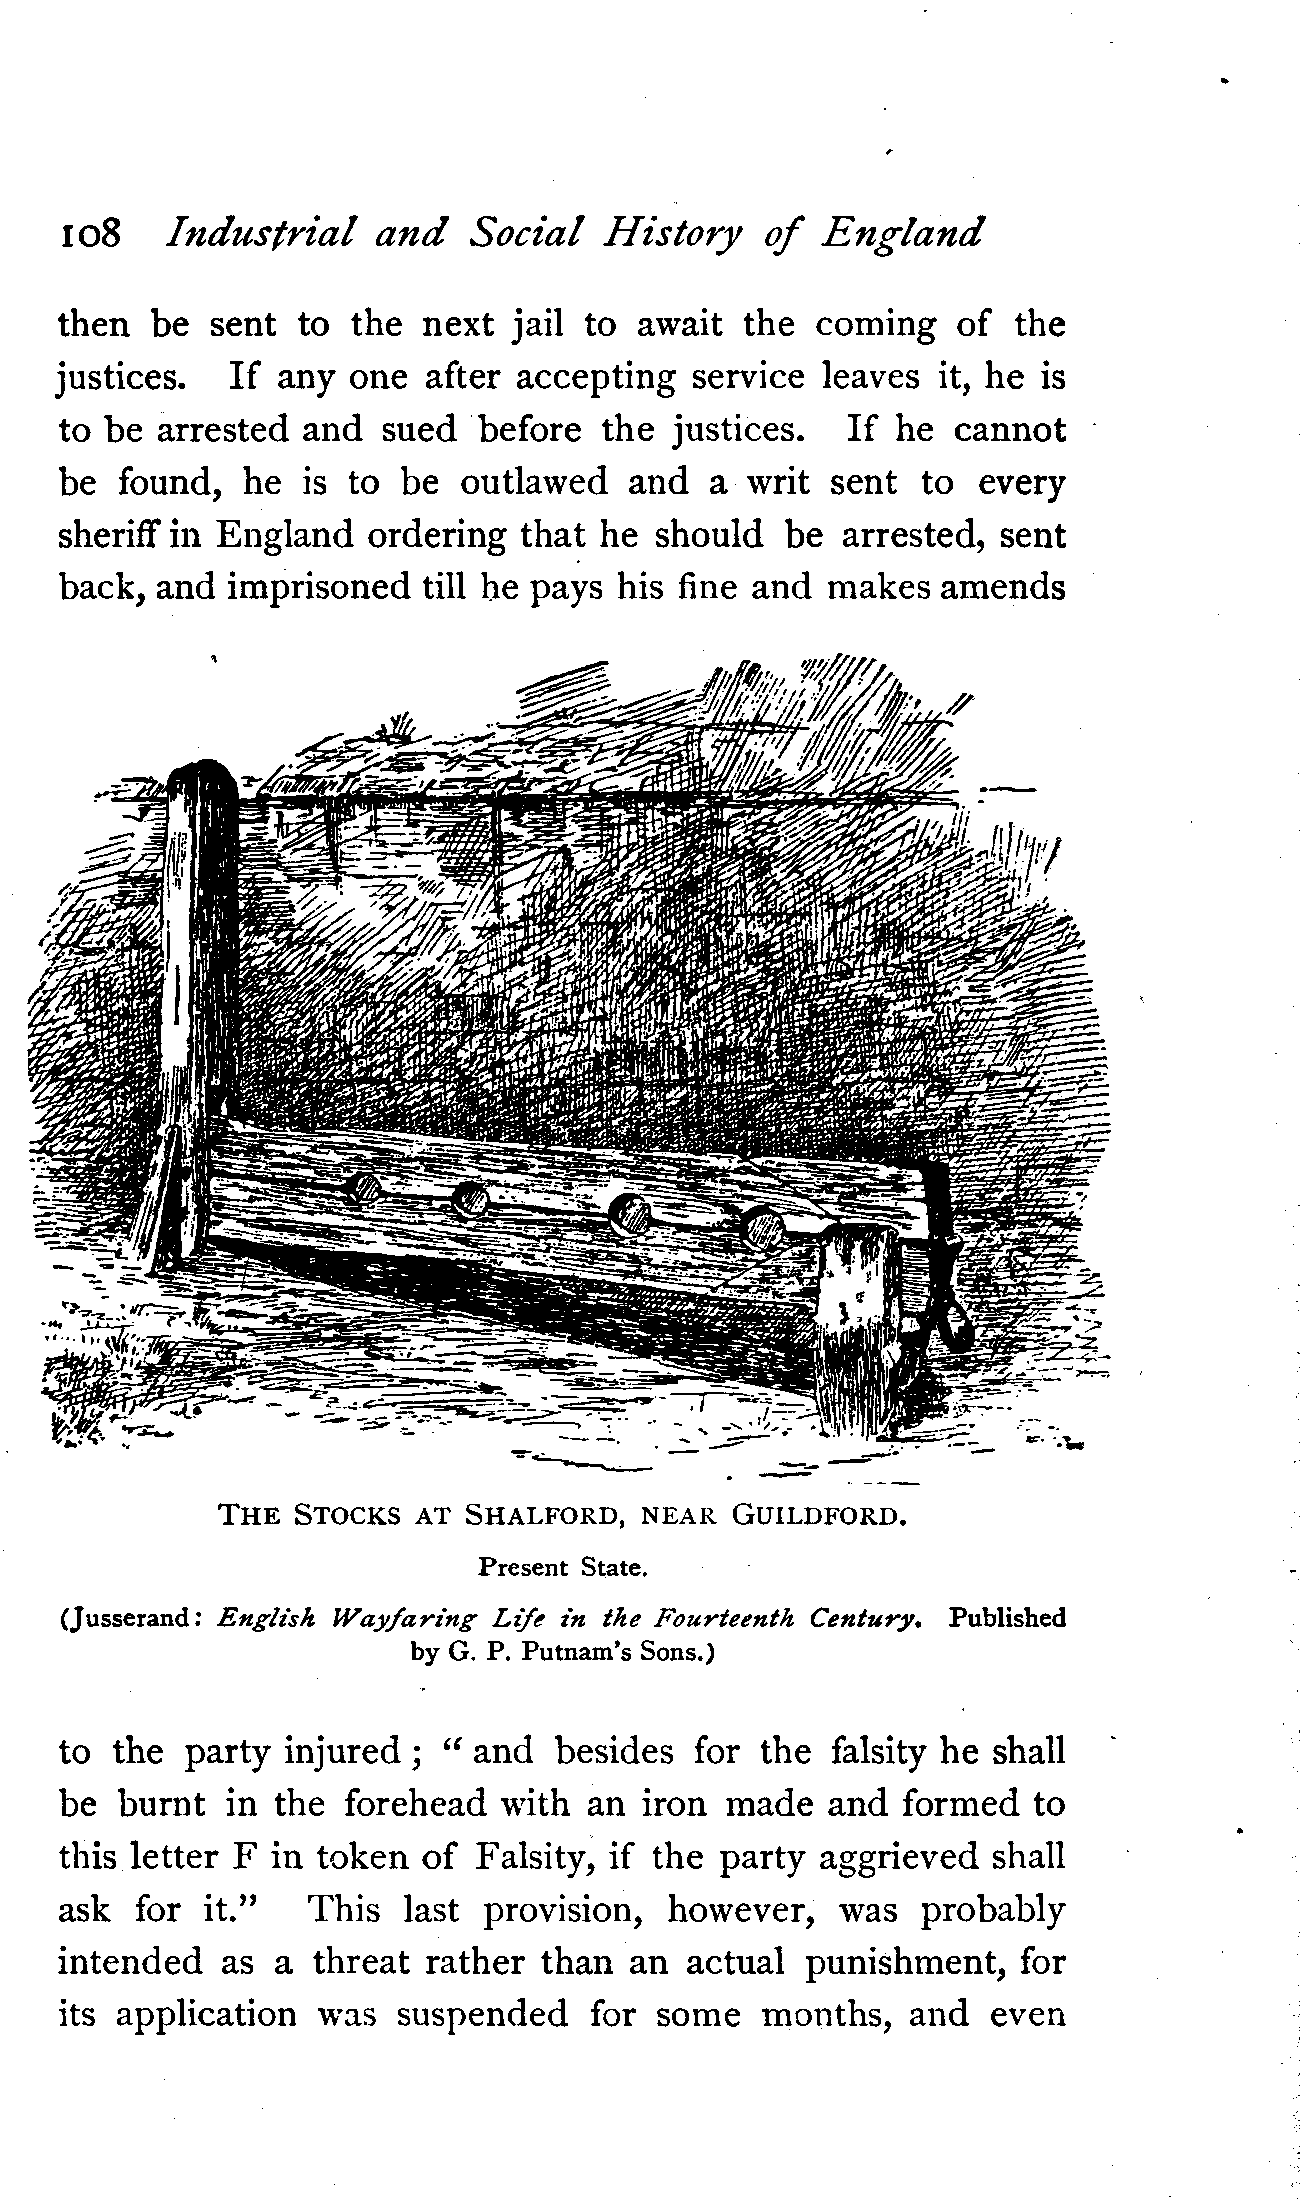 108 Industrial and Social History of England
then be sent to the next jail to await the coming of the
justices. If any one after accepting service leaves it, he is
to be arrested and sued before the justices. If he cannot
be found, he is to be outlawed and a writ sent to every
sheriff in England ordering that he should be arrested, sent
back, and imprisoned till he pays his fine and makes amends
THE STOCKS AT SHALFORD, NEAR GUILDFORD.
Present State.
(Jusserand: English Wayfaring Life in the Fourteenth Century. Published
by G. P. Putnam's Sons.)
to the party injured; "and besides for the falsity he shall
be burnt in the forehead with an iron made and formed to
this letter F in token of Falsity, if the party aggrieved shall
ask for it." This last provision, however, was probably
intended as a threat rather than an actual punishment, for
its application was suspended for some months, and even